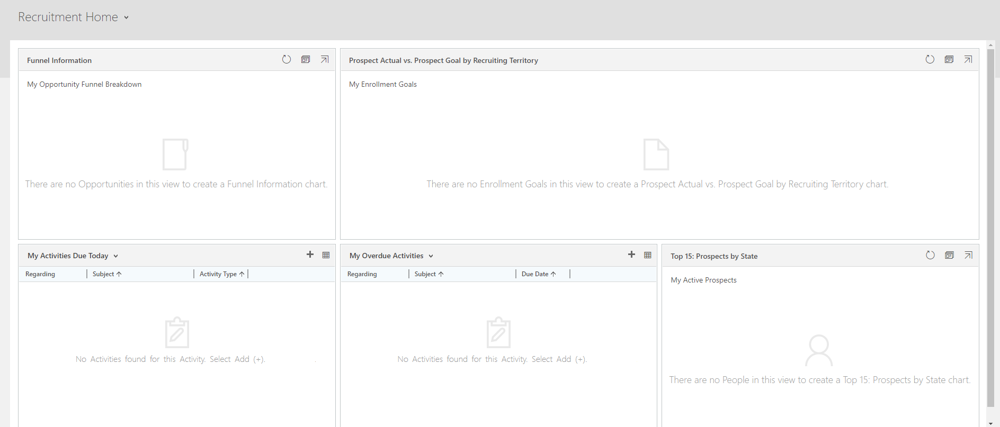 Recruitment Home
Funnel Information
Prospect Actual vs. Prospect Goal by Recruiting Territory
My Opportunity Funnel Breakdown
My Enrollment Goals
There are no Opportunities in this view to create a Funnel Information chart.
There are no Enrollment Goals in this view to create a Prospect Actual vs. Prospect Goal by Recruiting Territory chart.
My Activities Due Today
My Overdue Activities
Top 15: Prospects by State
Regarding Subject Activity Type
Regarding Subject Due Date
My Active Prospects
No Activities found for this Activity. Select Add (+). .
No Activities found for this Activity. Select Add (+).
There are no People in this view to create a Top 15: Prospects by State chart.